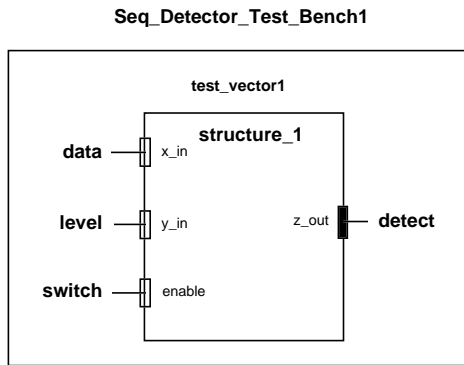 Seq_Detector_Test_Bench1
test_vector1
structure_1
data x_in
level y_in z_out detect
switch enable